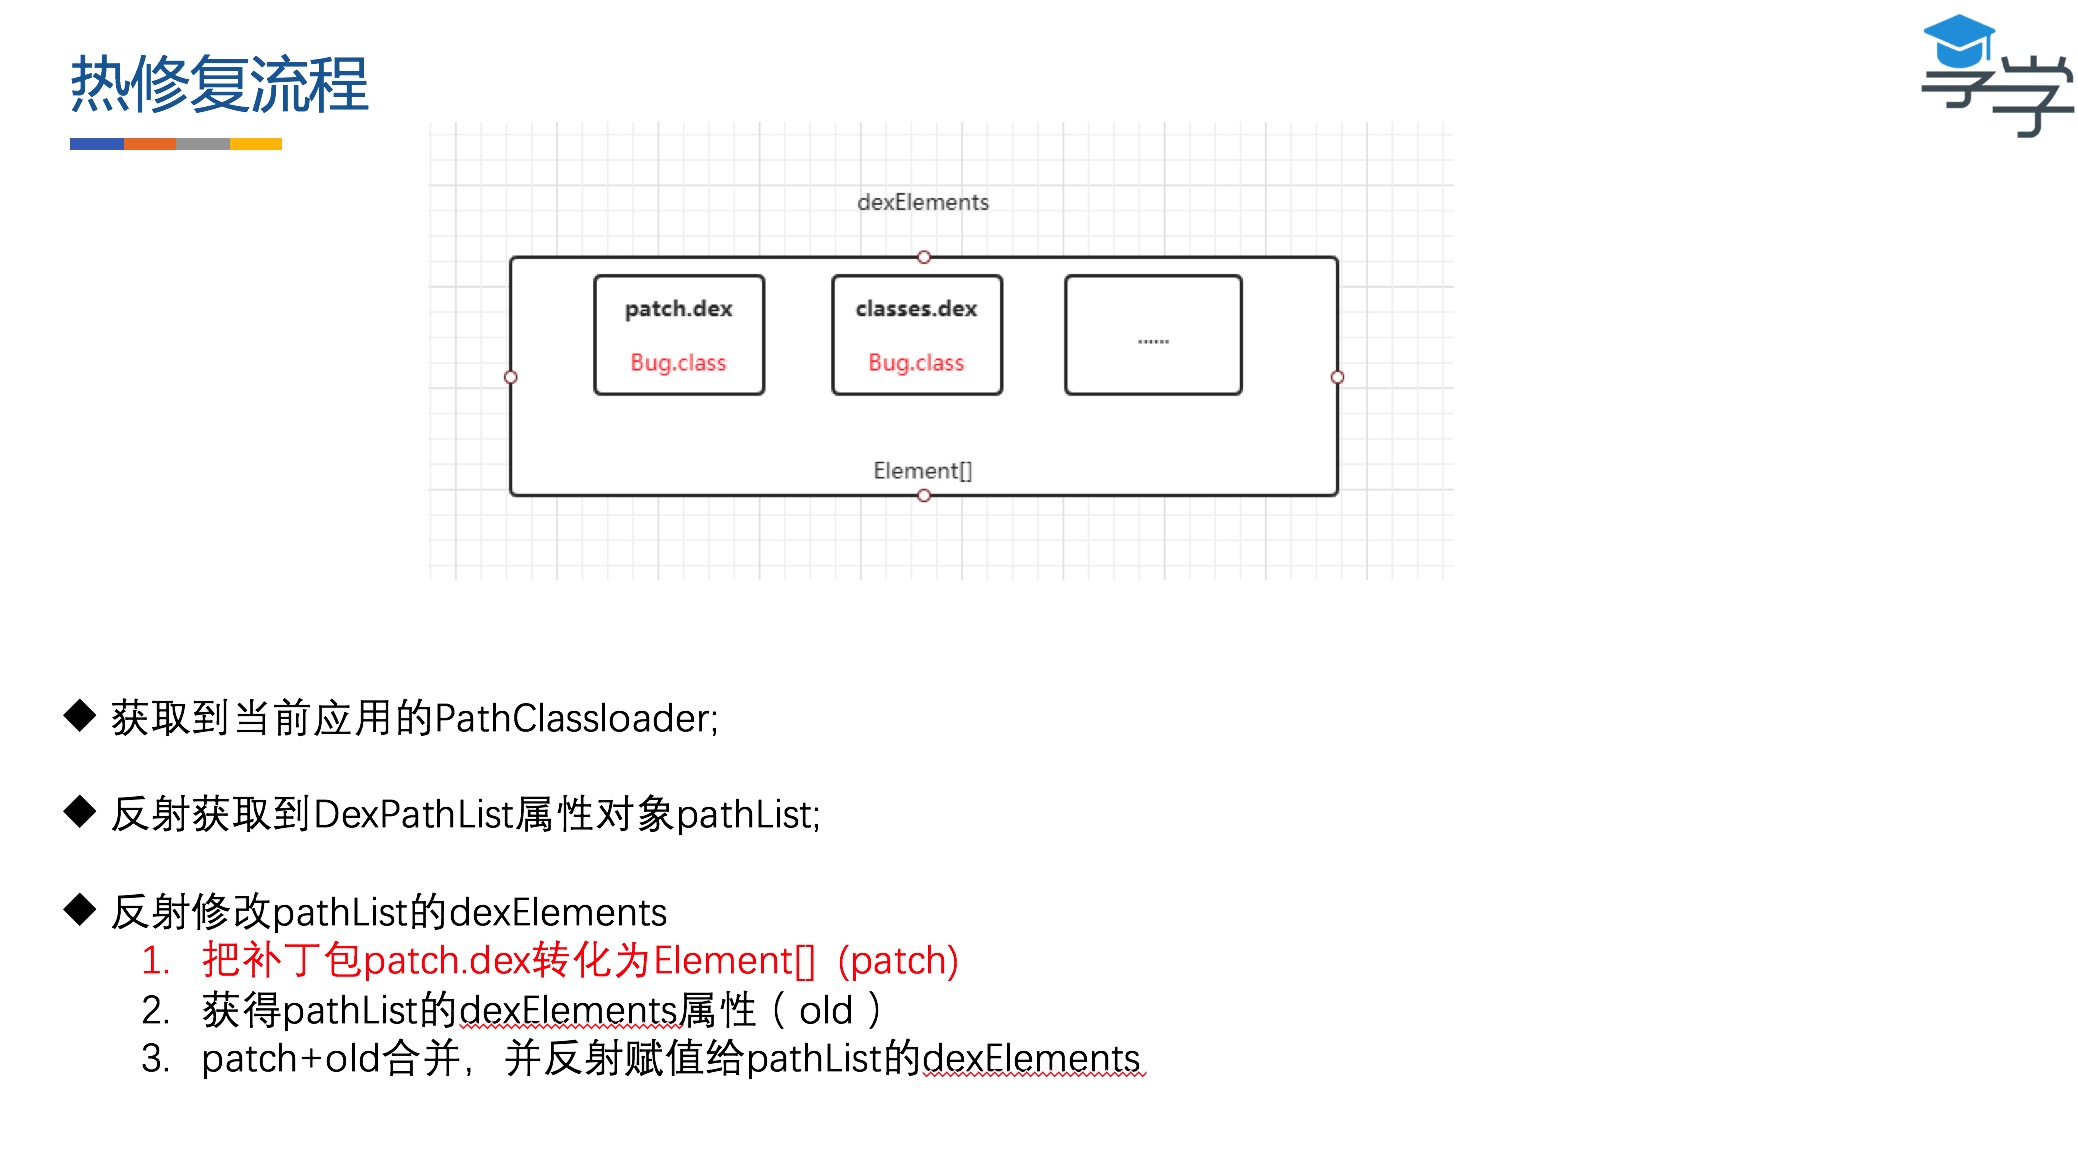 热修复流程
享学
dexElements
patch.dex
classes.dex
......
Bug.class
Bug.class
Element[]
◆ 获取到当前应用的PathClassloader;
◆ 反射获取到DexPathList属性对象pathList;
◆ 反射修改pathList的dexElements
1. 把补丁包patch.dex转化为Element[] (patch)
2. 获得pathList的dexElements属性（old）
3. patch+old合并，并反射赋值给pathList的dexElements